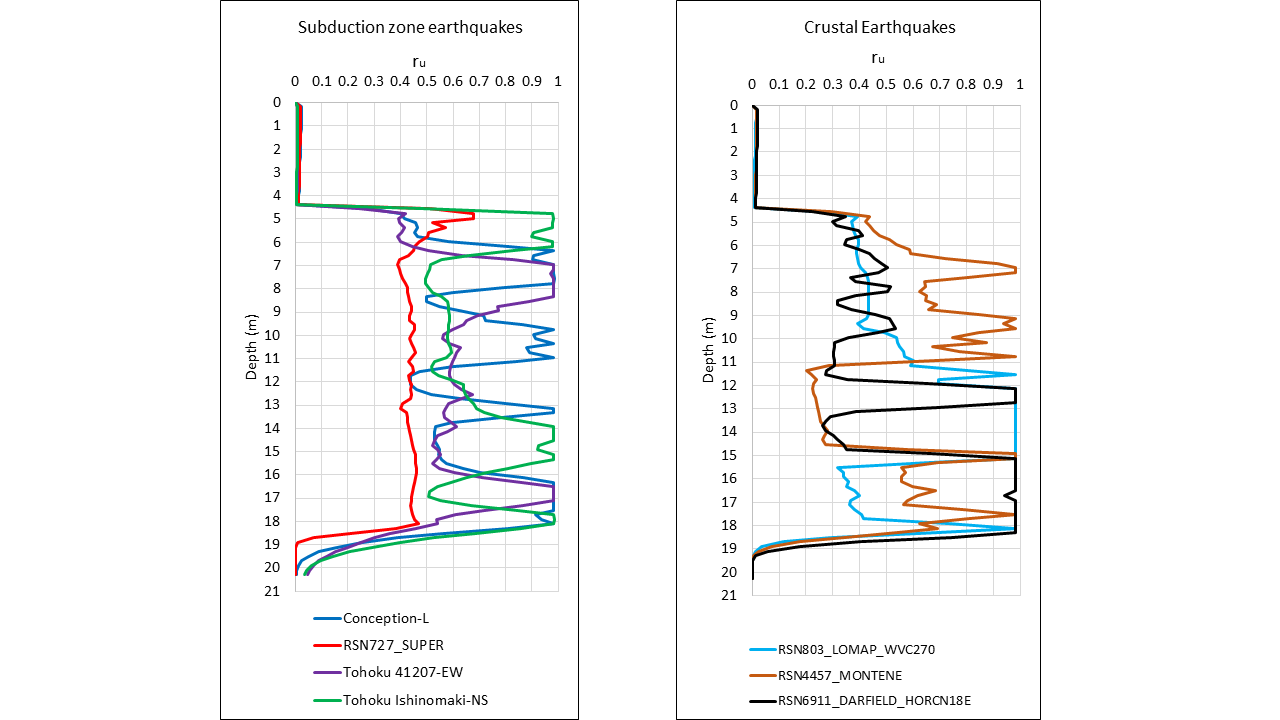 Subduction zone earthquakes
ru
0 0.1 0.2 0.3 0.4 0.5 0.6 0.7 0.8 0.9 1
0
1
2
3
4
5
6
7
8
9
10
11
12
13
14
15
16
17
18
19
20
21
Depth (m)
Conception-L
RSN727_SUPER
Tohoku 41207-EW
Tohoku Ishinomaki-NS
Crustal Earthquakes
ru
0 0.1 0.2 0.3 0.4 0.5 0.6 0.7 0.8 0.9 1
0
1
2
3
4
5
6
7
8
9
10
11
12
13
14
15
16
17
18
19
20
21
Depth (m)
RSN803_LOMAP_WVC270
RSN4457_MONTENE
RSN6911_DARFIELD_HORCN18E